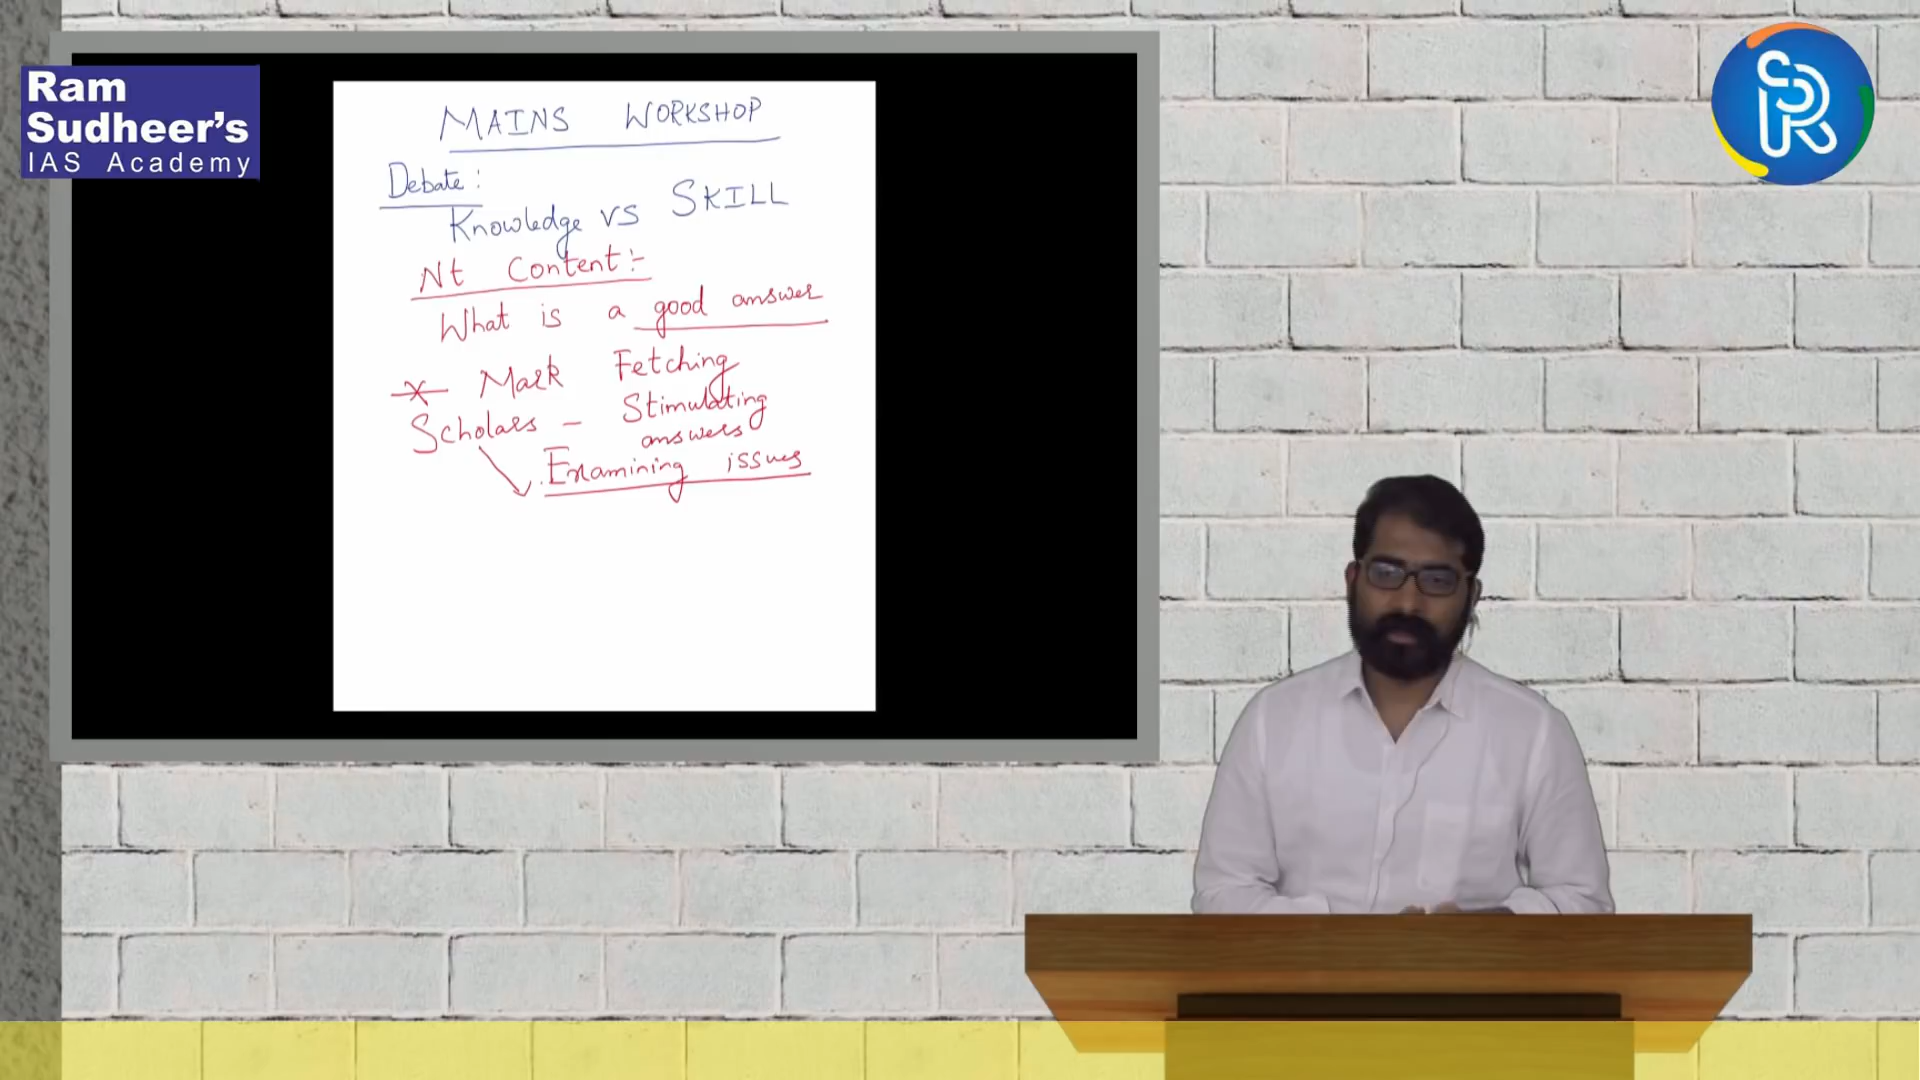 Ram
Sudheer's
IAS Academy
MAINS WORKSHOP
Debate:
Knowledge vs SKILL
Nt Content:-
What is a good answer
Mark Fetching
Scholars - Stimulating
answers
Examining issues